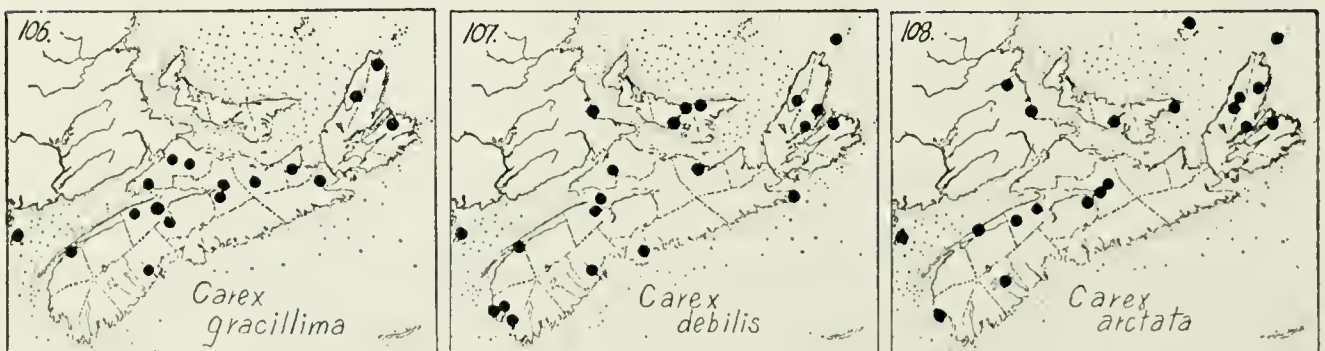 106.
Carex
gracillima
107.
Carex
debilis
108.
Carex
arctata